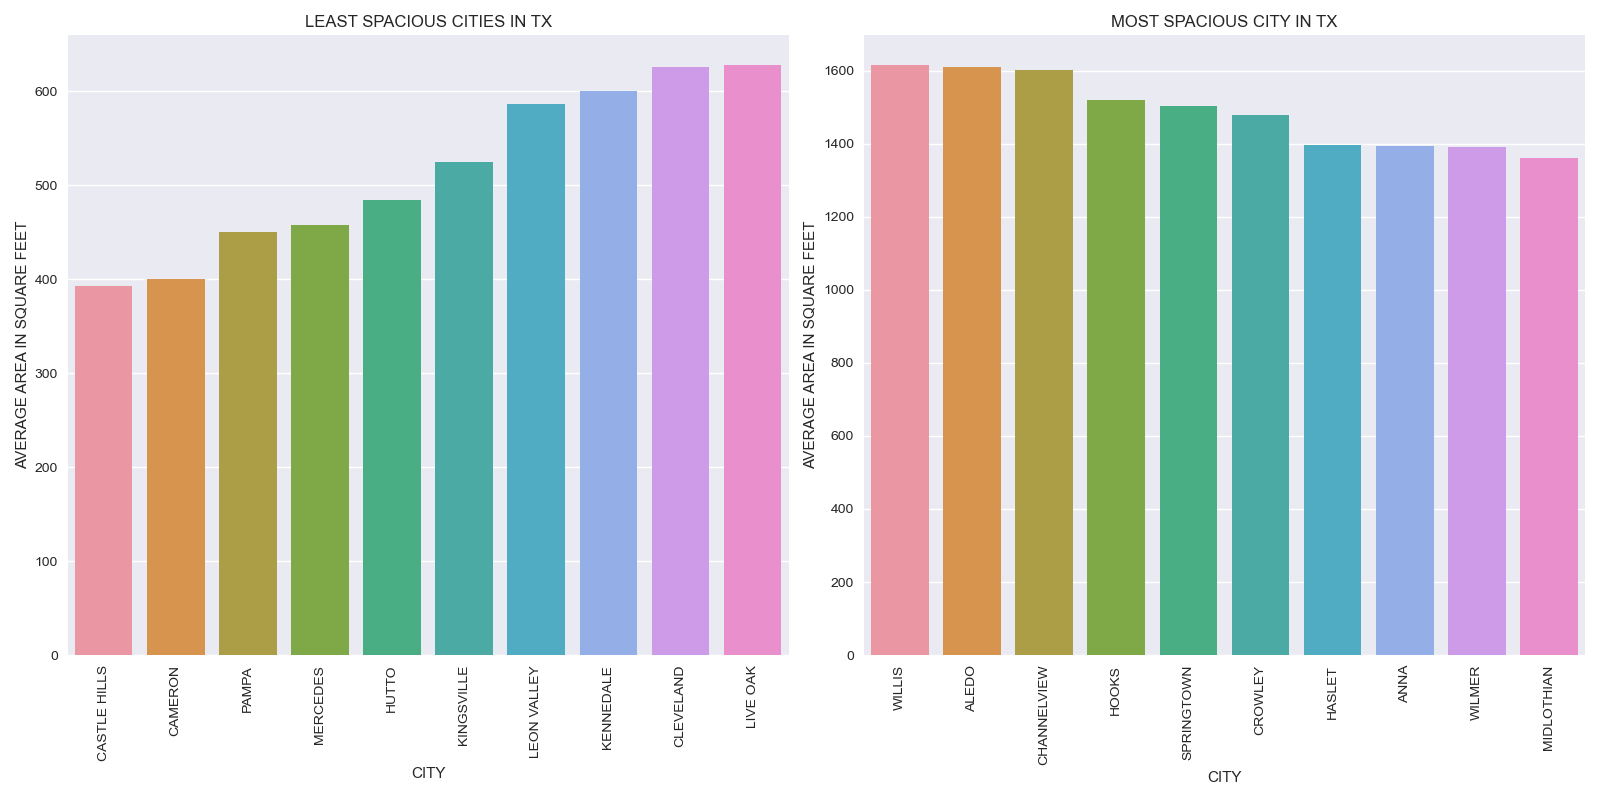 LEAST SPACIOUS CITIES IN TX
AVERAGE AREA IN SQUARE FEET
600
500
400
300
200
100
0
CASTLE HILLS
CAMERON
PAMPA
MERCEDES
HUTTO
KINGSVILLE
LEON VALLEY
KENNEDALE
CLEVELAND
LIVE OAK
CITY
MOST SPACIOUS CITY IN TX
AVERAGE AREA IN SQUARE FEET
1600
1400
1200
1000
800
600
400
200
0
WILLIS
ALEDO
CHANNELVIEW
HOOKS
SPRINGTOWN
CROWLEY
HASLET
ANNA
WILMER
MIDLOTHIAN
CITY